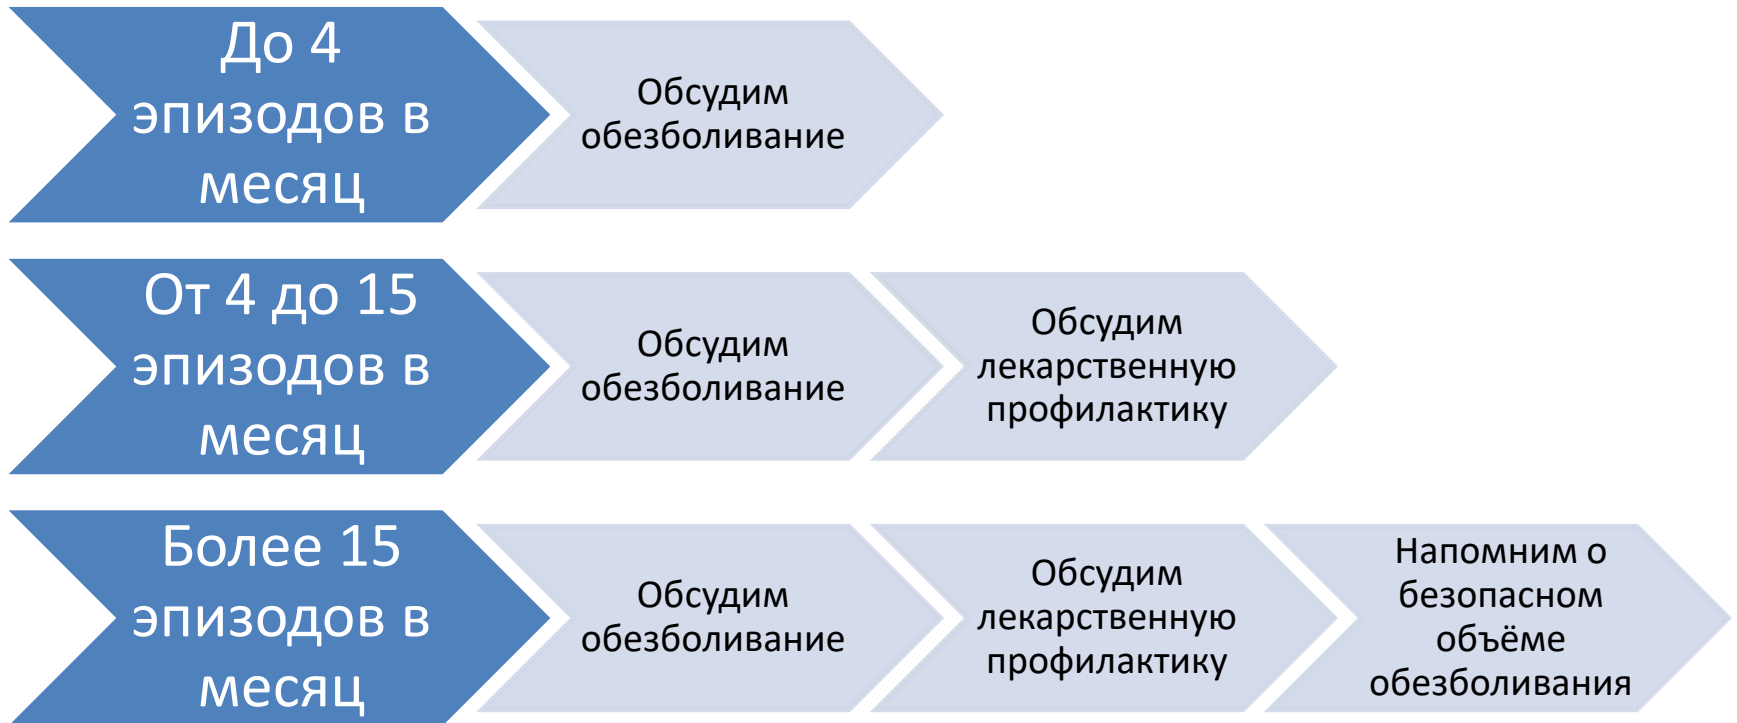 До 4
эпизодов в
месяц
Обсудим
обезболивание
От 4 до 15
эпизодов в
месяц
Обсудим
обезболивание
Обсудим
лекарственную
профилактику
Более 15
эпизодов в
месяц
Обсудим
обезболивание
Обсудим
лекарственную
профилактику
Напомним о
безопасном
объёме
обезболивания